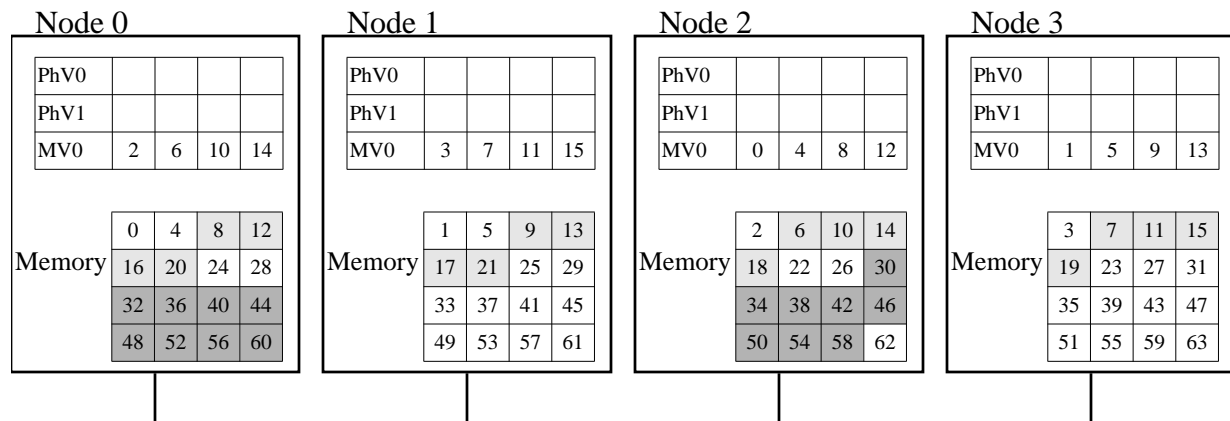 Node 0 Node 1 Node 2 Node 3
PhV0 PhV0 PhV0 PhV0
PhV1 PhV1 PhV1 PhV1
MV0 2 6 10 14 MV0 3 7 11 15 MV0 0 4 8 12 MV0 1 5 9 13
0 4 8 12 1 5 9 13 2 6 10 14 3 7 11 15
Memory 16 20 24 28 Memory 17 21 25 29 Memory 18 22 26 30 Memory 19 23 27 31
32 36 40 44 33 37 41 45 34 38 42 46 35 39 43 47
48 52 56 60 49 53 57 61 50 54 58 62 51 55 59 63